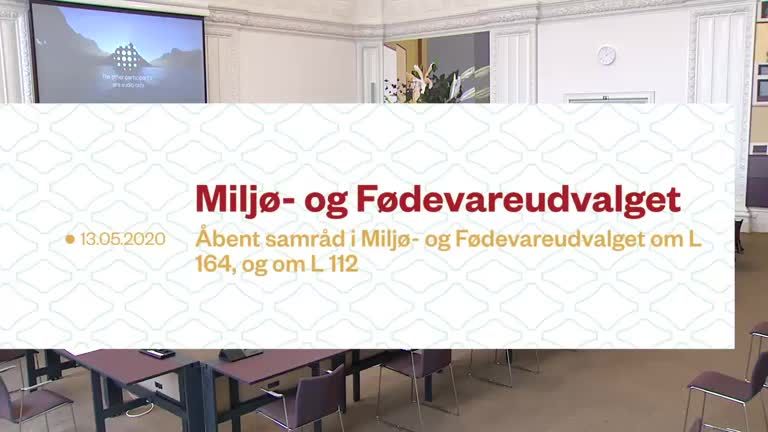 The other participants
are audio only
Miljø- og Fødevareudvalget
13.05.2020
Åbent samråd i Miljø- og Fødevareudvalget om L
164, og om L 112